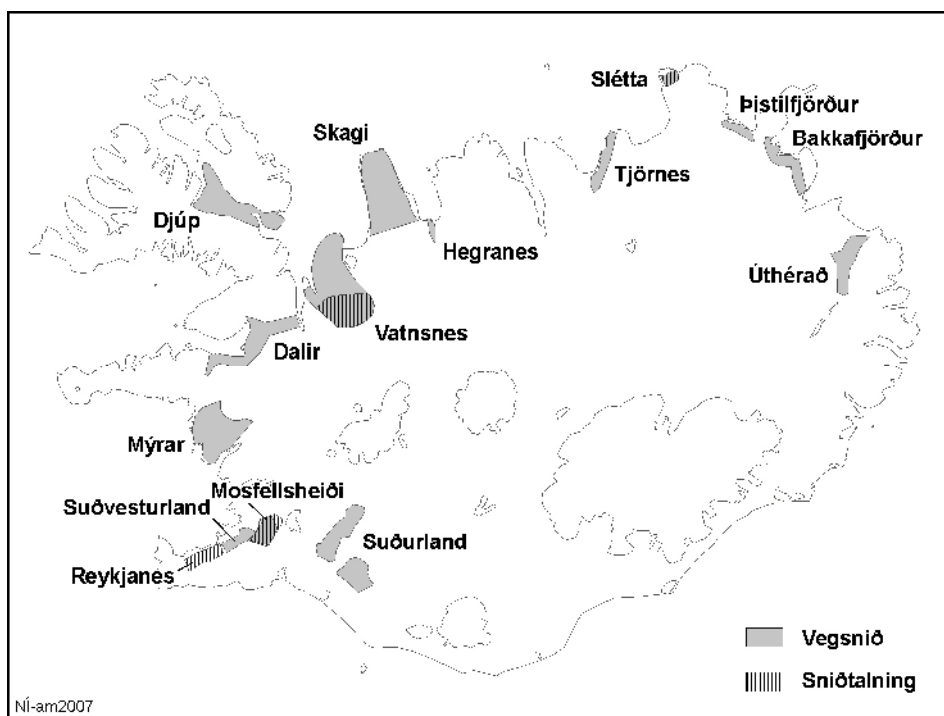 Slétta
Þistilfjörður
Skagi
Bakkafjörður
Tjörnes
Djúp
Hegranes
Úthérað
Vatnsnes
Dalir
Mýrar
Mosfellsheiði
Suðvesturland
Suðurland
Reykjanes
Vegsnið
Sniðtalning
NÍ-am2007